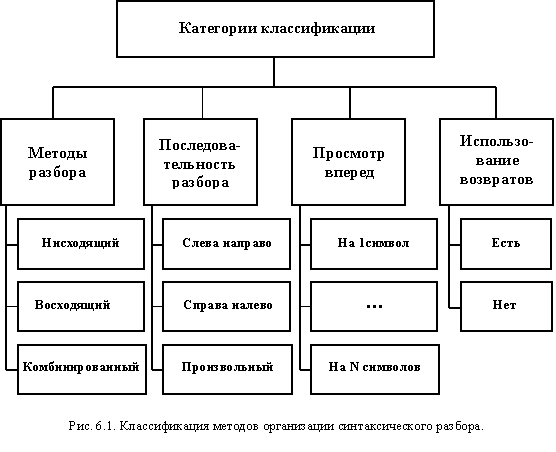 Категории классификации
Методы
разбора
Последова-
тельность
разбора
Просмотр
вперед
Использо-
вание
возвратов
Нисходящий
Слева направо
На 1символ
Есть
Восходящий
Справа налево
...
Нет
Комбинированный
Произвольный
На N символов
Рис. 6.1. Классификация методов организации синтаксического разбора.